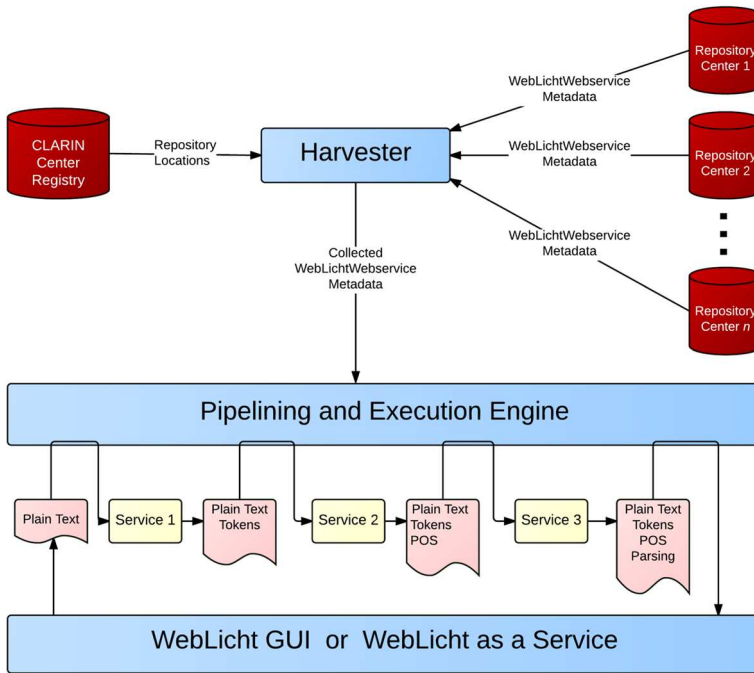 Repository
Center 1
WebLichtWebservice
Metadata
CLARIN
Center
Registry
Repository
Locations
Harvester
WebLichtWebservice
Metadata
Repository
Center 2
WebLichtWebservice
Metadata
Collected
WebLichtWebservice
Metadata
Repository
Center n
Pipelining and Execution Engine
Plain Text
Service 1
Plain Text
Tokens
Service 2
Plain Text
Tokens
POS
Service 3
Plain Text
Tokens
POS
Parsing
WebLicht GUI or WebLicht as a Service